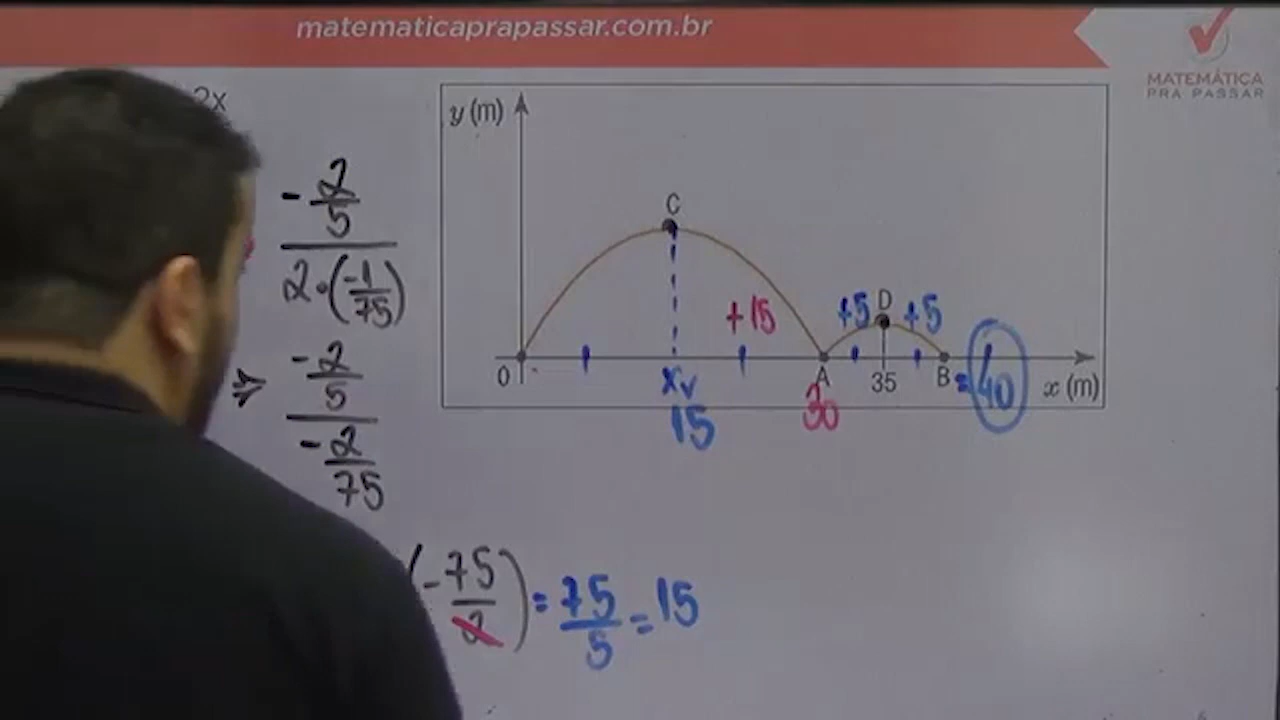 matematicaprapassar.com.br
MATEMÁTICA
PRA PASSAR
2x
y (m)
C
+15
+5 D +5
0
A 35 B = 40
x (m)
xv
15
30
- 2/5
2·(-1/75)
⇒ -2/5
-2/75
(-75/2) = 75/5 = 15